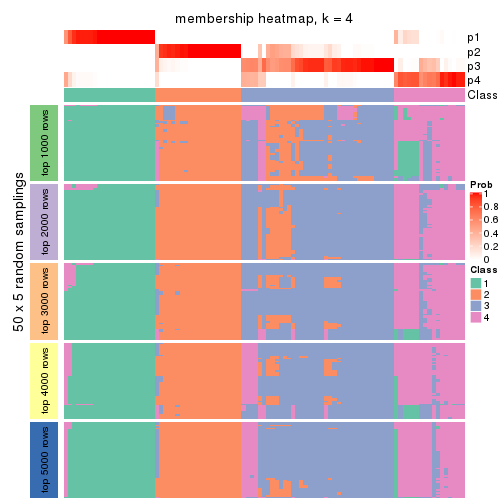 membership heatmap, k = 4
p1
p2
p3
p4
Class
50 x 5 random samplings
top 1000 rows
top 2000 rows
top 3000 rows
top 4000 rows
top 5000 rows
Prob
1
0.8
0.6
0.4
0.2
0
Class
1
2
3
4